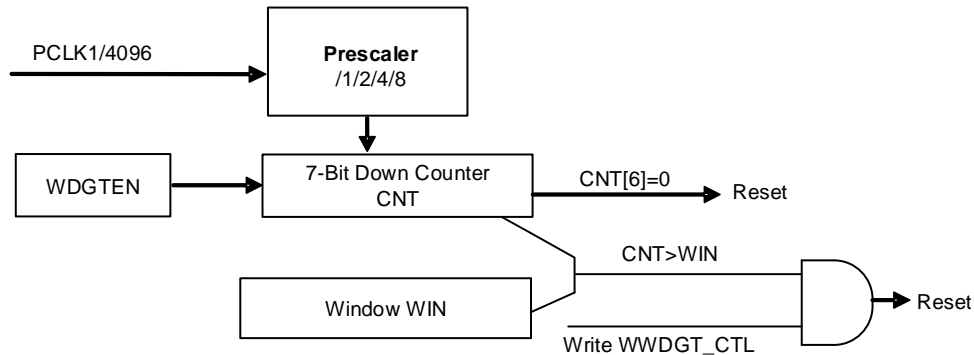 PCLK1/4096
Prescaler
/1/2/4/8
WDGTEN
7-Bit Down Counter
CNT
CNT[6]=0
Reset
CNT>WIN
Window WIN
Reset
Write WWDGT_CTL